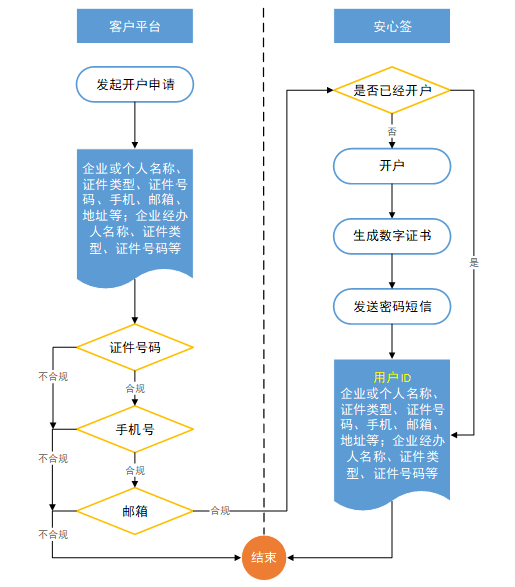 客户平台
安心签
发起开户申请
企业或个人名称、
证件类型、证件号
码、手机、邮箱、
地址等；企业经办
人名称、证件类
型、证件号码等
证件号码
不合规
合规
手机号
不合规
合规
邮箱
合规
不合规
是否已经开户
否
是
开户
生成数字证书
发送密码短信
用户ID
企业或个人名称、
证件类型、证件号
码、手机、邮箱、
地址等；企业经办
人名称、证件类
型、证件号码等
结束